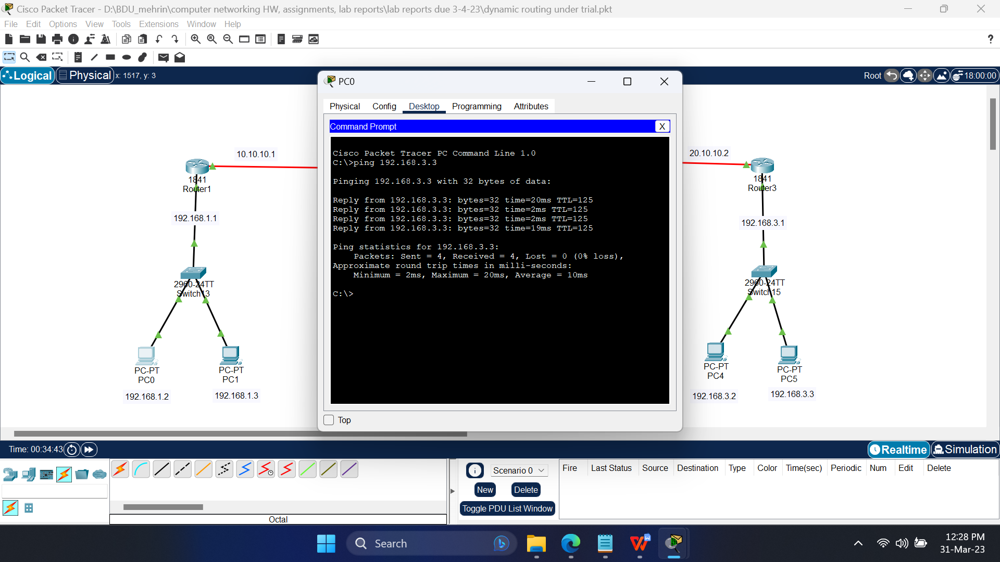 Cisco Packet Tracer - D:\BDU_mehrin\computer networking HW, assignments, lab reports\lab reports due 3-4-23\dynamic routing under trial.pkt
File Edit Options View Tools Extensions Window Help
?
Logical Physical x: 1517, y: 3
Root 18:00:00
PC0
Physical Config Desktop Programming Attributes
Command Prompt X
Cisco Packet Tracer PC Command Line 1.0
C:\>ping 192.168.3.3
Pinging 192.168.3.3 with 32 bytes of data:
Reply from 192.168.3.3: bytes=32 time=20ms TTL=125
Reply from 192.168.3.3: bytes=32 time=2ms TTL=125
Reply from 192.168.3.3: bytes=32 time=2ms TTL=125
Reply from 192.168.3.3: bytes=32 time=19ms TTL=125
Ping statistics for 192.168.3.3:
Packets: Sent = 4, Received = 4, Lost = 0 (0% loss),
Approximate round trip times in milli-seconds:
Minimum = 2ms, Maximum = 20ms, Average = 10ms
C:\>
Top
10.10.10.1
1841
Router1
192.168.1.1
2960-24TT
Switch13
PC-PT
PC0
192.168.1.2
PC-PT
PC1
192.168.1.3
20.10.10.2
1841
Router3
192.168.3.1
2960-24TT
Switch15
PC-PT
PC4
192.168.3.2
PC-PT
PC5
192.168.3.3
Time: 00:34:43
Realtime Simulation
Octal
Scenario 0
New Delete
Toggle PDU List Window
Fire Last Status Source Destination Type Color Time(sec) Periodic Num Edit Delete
Search
12:28 PM
31-Mar-23